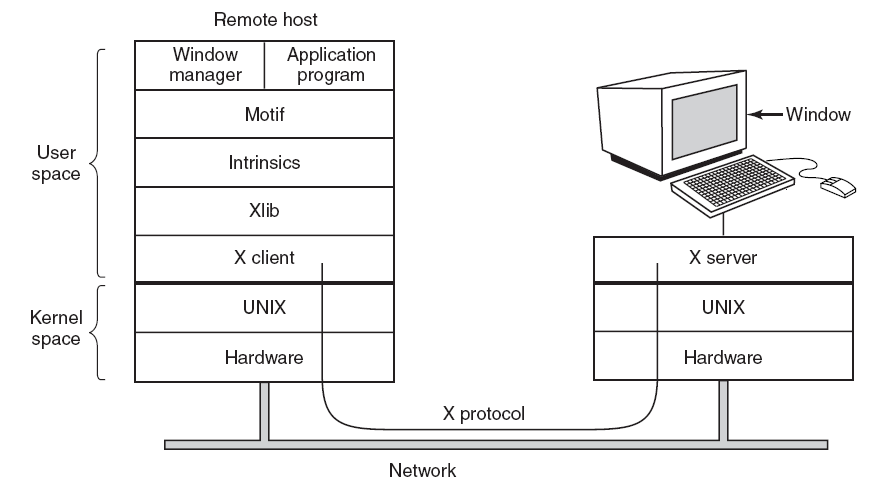 Remote host
Window
manager
Application
program
Motif
Intrinsics
Xlib
X client
UNIX
Hardware
User
space
Kernel
space
Window
X server
UNIX
Hardware
X protocol
Network